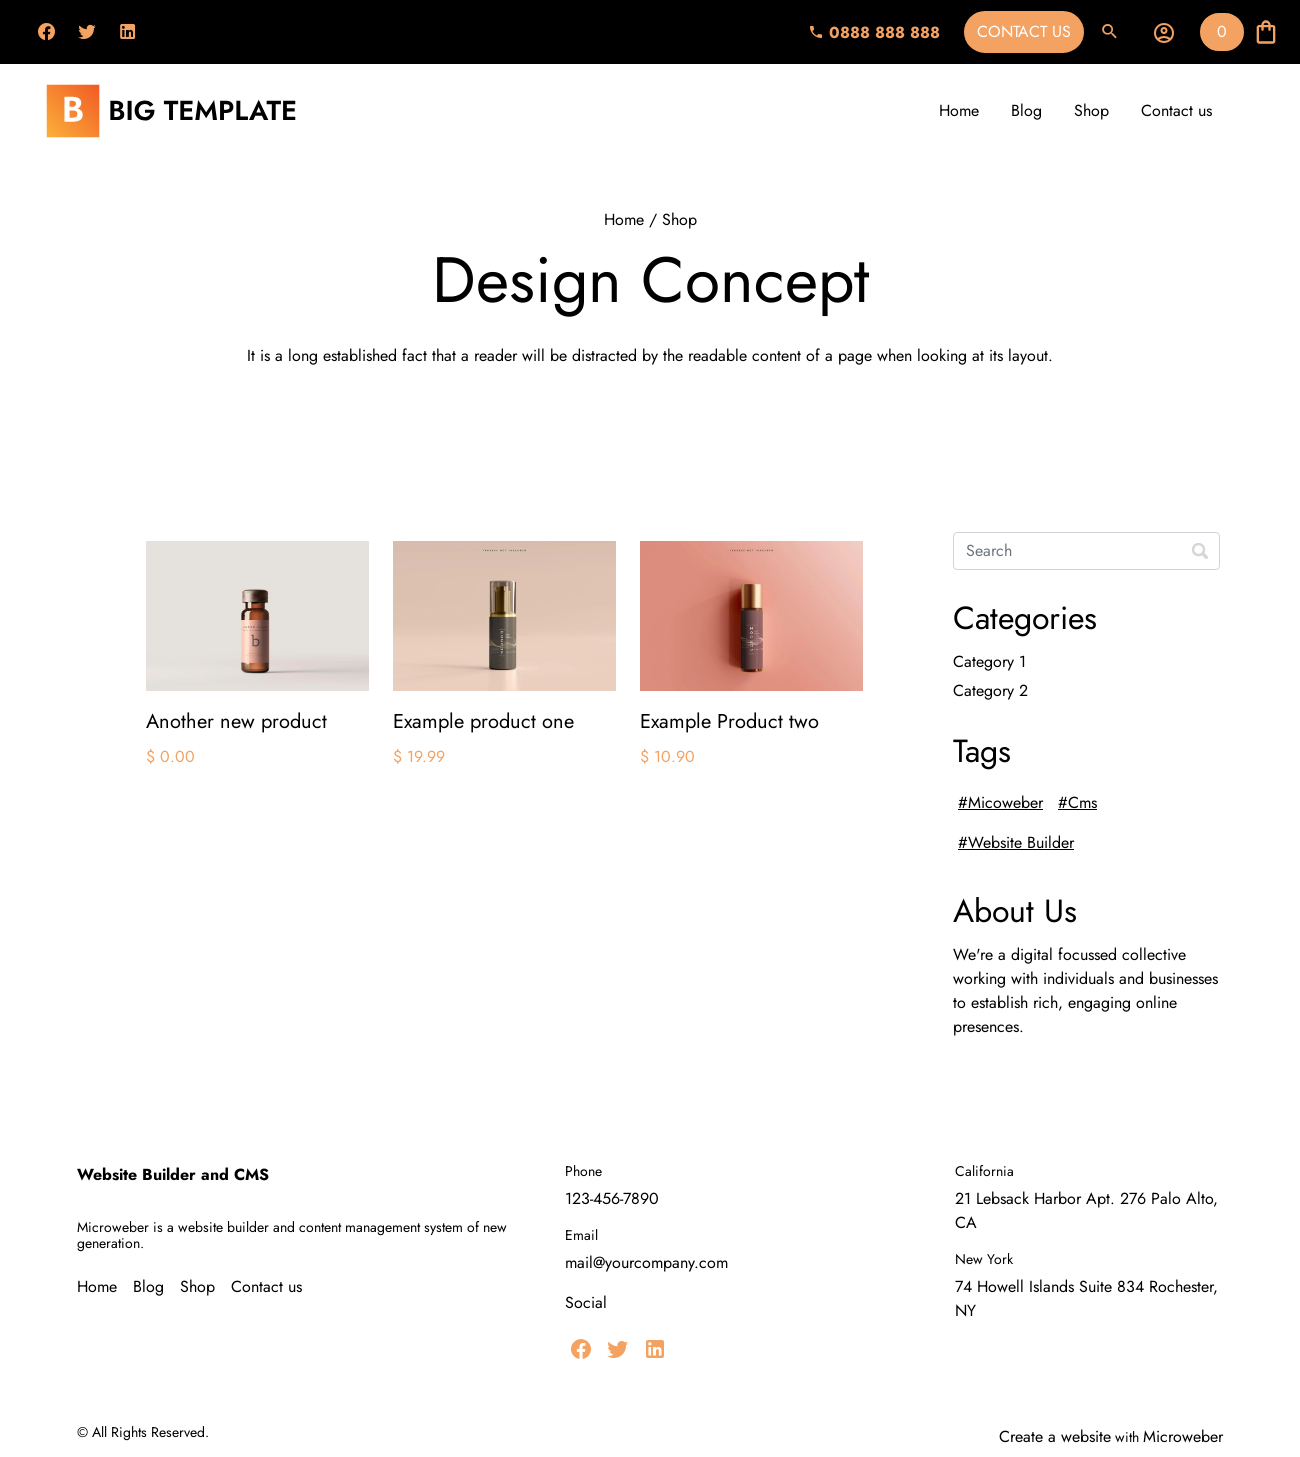 0888 888 888
CONTACT US
0
B BIG TEMPLATE
Home Blog Shop Contact us
Home / Shop
Design Concept
It is a long established fact that a reader will be distracted by the readable content of a page when looking at its layout.
b
Another new product
$ 0.00
Example product one
$ 19.99
Example Product two
$ 10.90
Search
Categories
Category 1
Category 2
Tags
#Micoweber #Cms
#Website Builder
About Us
We're a digital focussed collective
working with individuals and businesses
to establish rich, engaging online
presences.
Website Builder and CMS
Microweber is a website builder and content management system of new
generation.
Home Blog Shop Contact us
Phone
123-456-7890
Email
mail@yourcompany.com
Social
California
21 Lebsack Harbor Apt. 276 Palo Alto,
CA
New York
74 Howell Islands Suite 834 Rochester,
NY
© All Rights Reserved.
Create a website with Microweber